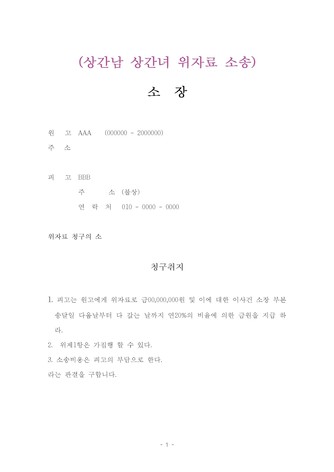 (상간남 상간녀 위자료 소송)
소 장
원 고 AAA (000000 - 2000000)
주 소
피 고 BBB
주 소 (불상)
연 락 처 010 - 0000 - 0000
위자료 청구의 소
청구취지
1. 피고는 원고에게 위자료로 금00,000,000원 및 이에 대한 이사건 소장 부본
송달일 다음날부터 다 갚는 날까지 연20%의 비율에 의한 금원을 지급 하
라.
2. 위제1항은 가집행 할 수 있다.
3. 소송비용은 피고의 부담으로 한다.
라는 판결을 구합니다.
- 1 -